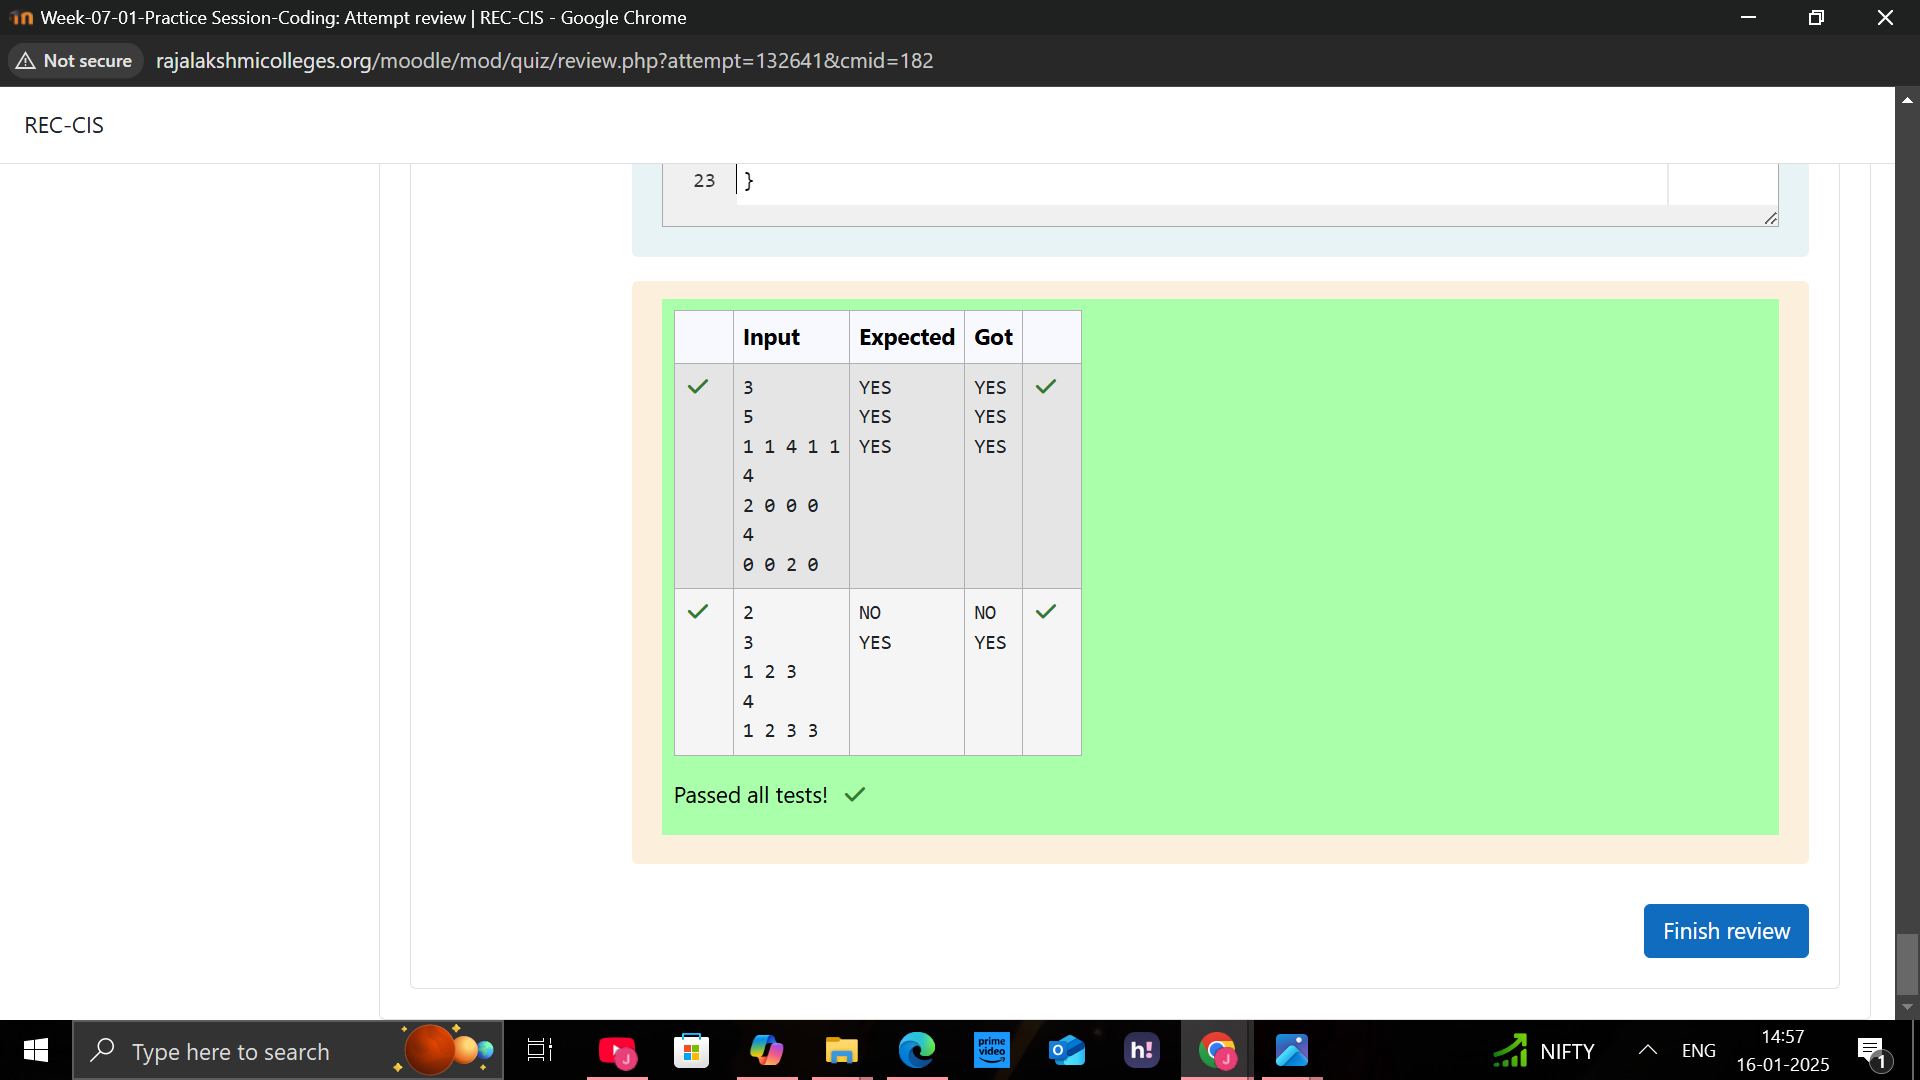 Week-07-01-Practice Session-Coding: Attempt review | REC-CIS - Google Chrome
Not secure rajalakshmicolleges.org/moodle/mod/quiz/review.php?attempt=132641&cmid=182
REC-CIS
23 }
Input Expected Got
3 YES YES
5 YES YES
1 1 4 1 1 YES YES
4
2 0 0 0
4
0 0 2 0
2 NO NO
3 YES YES
1 2 3
4
1 2 3 3
Passed all tests!
Finish review
Type here to search
J
prime video
h!
J
NIFTY
ENG
14:57
16-01-2025
1